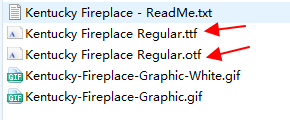 Kentucky Fireplace - ReadMe.txt
Kentucky Fireplace Regular.ttf
Kentucky Fireplace Regular.otf
Kentucky-Fireplace-Graphic-White.gif
Kentucky-Fireplace-Graphic.gif